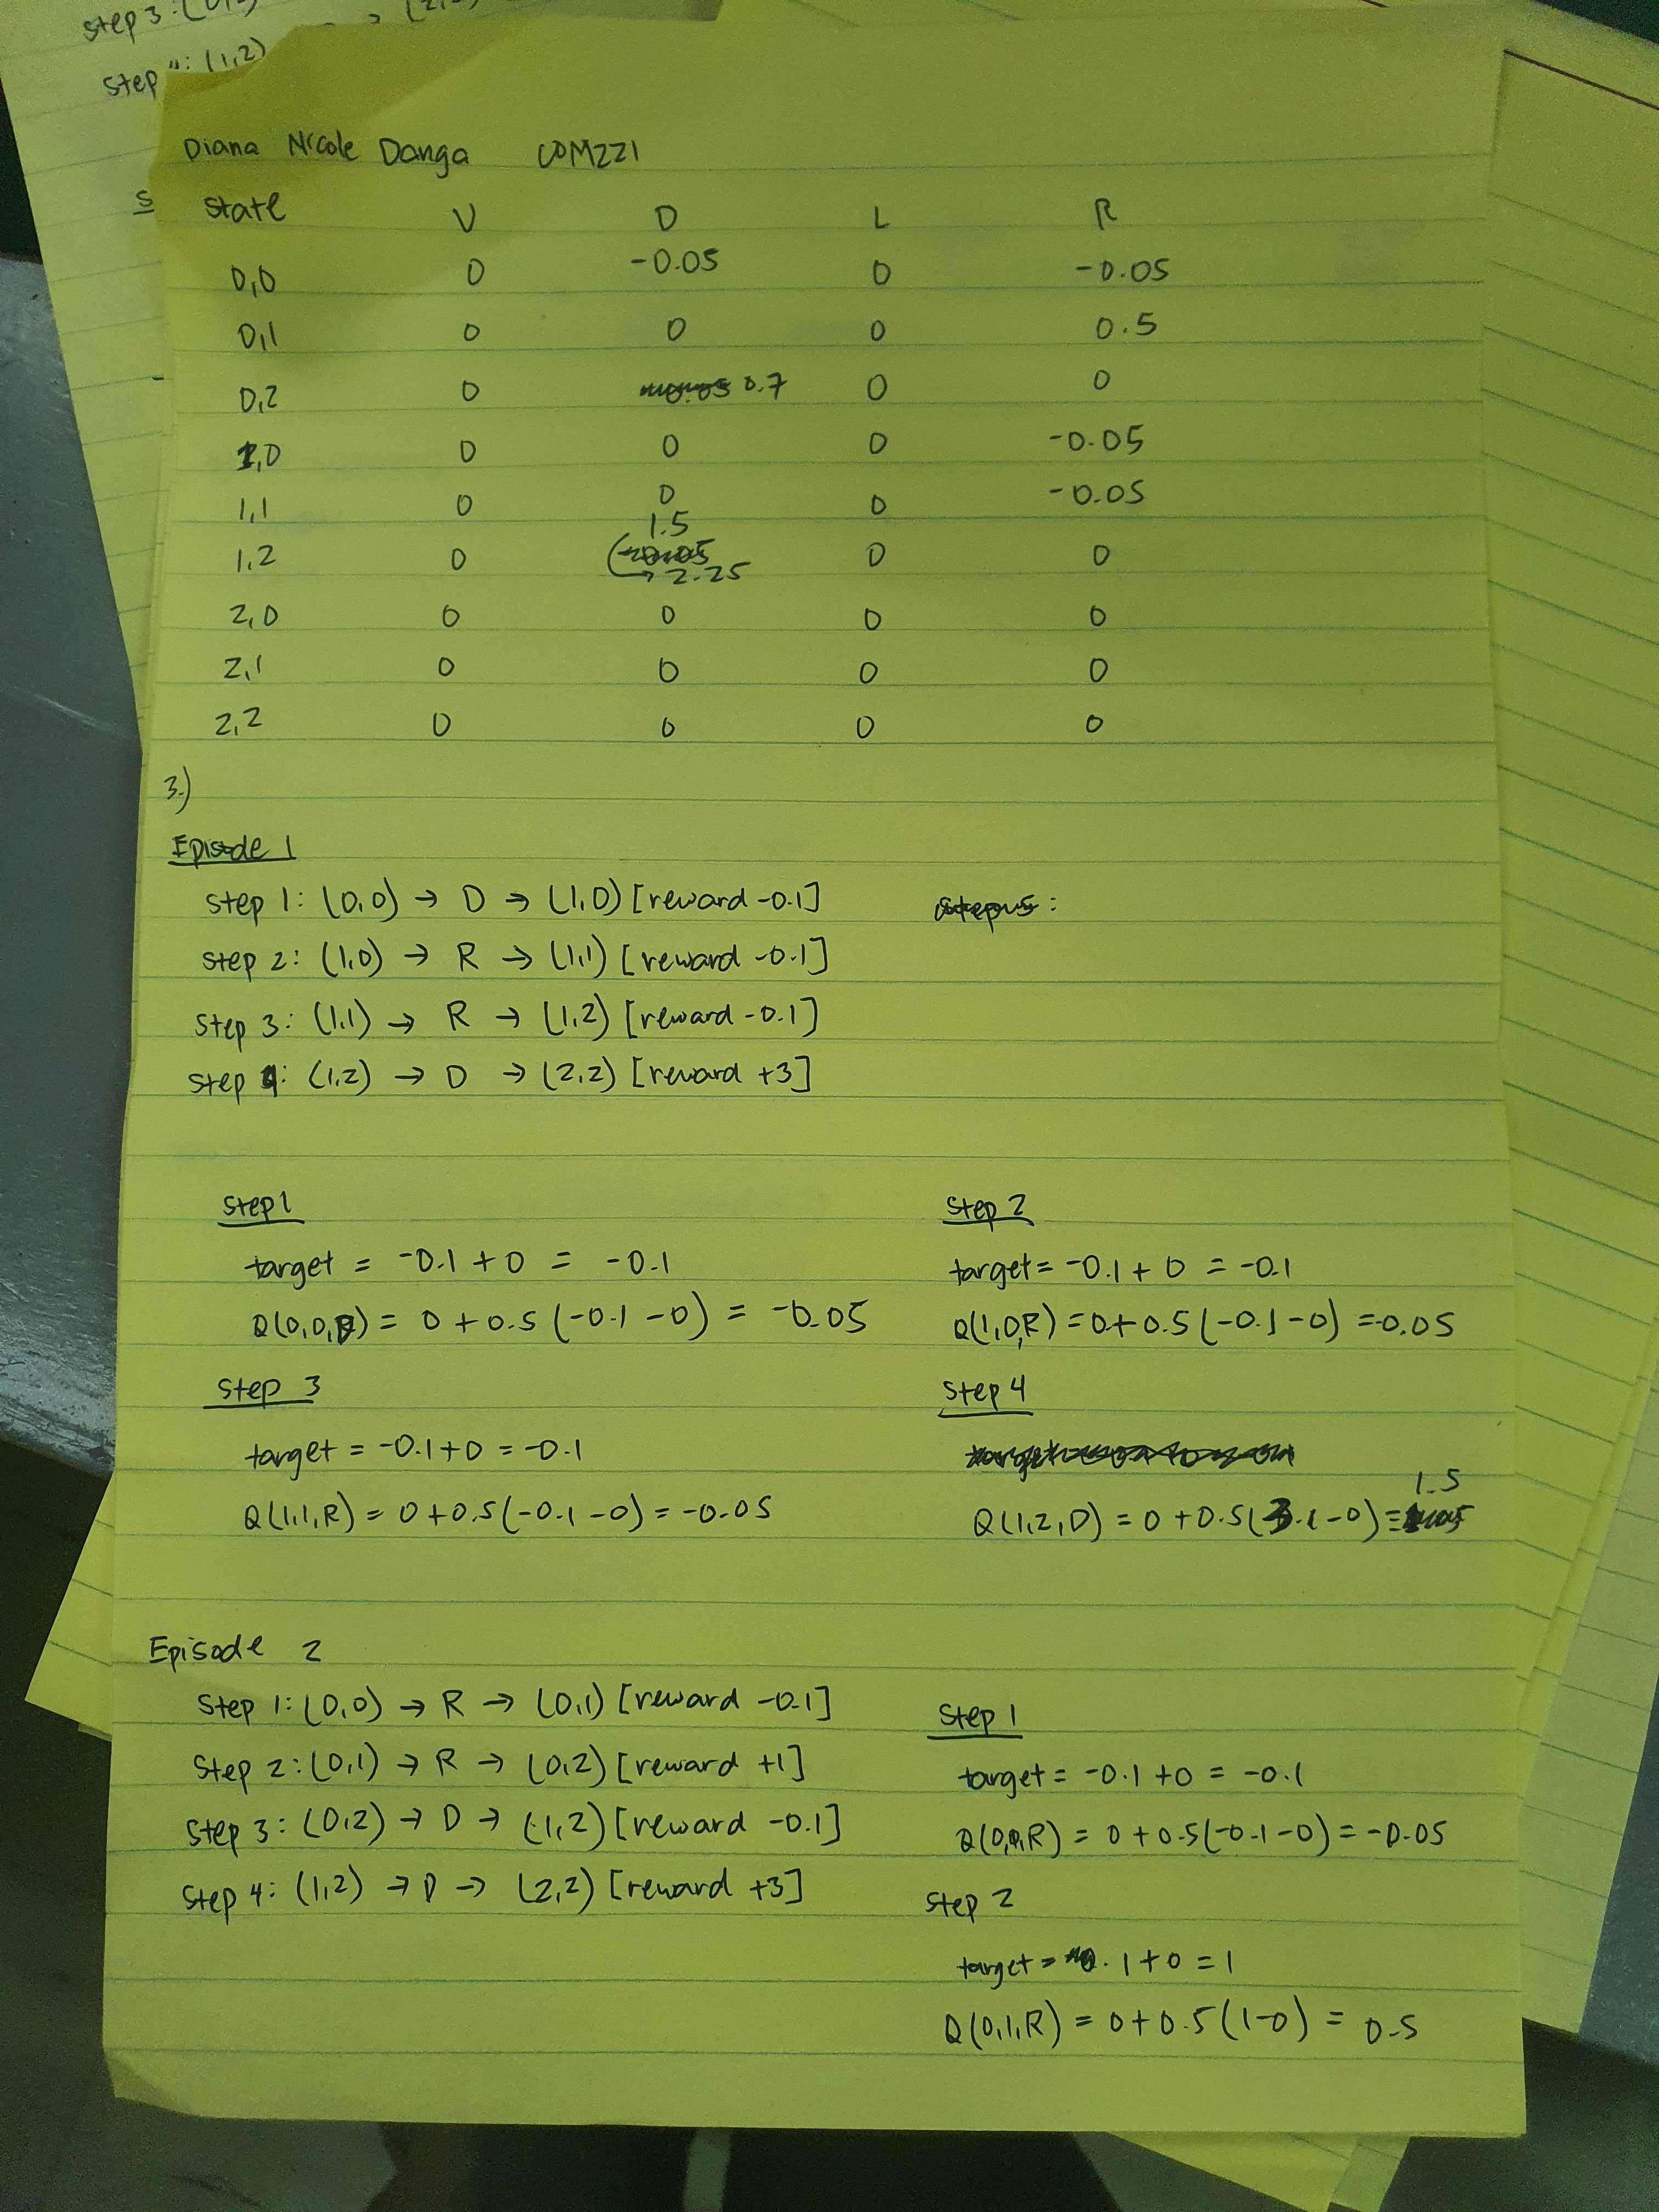 step 3: (0,2)
step 4: (1,2)
S
Diana Nicole Danga COM221
State U D L R
0,0 0 -0.05 0 -0.05
0,1 0 0 0 0.5
0,2 0 0.7 0 0
1,0 0 0 0 -0.05
1,1 0 0 0 -0.05
1.5
1,2 0 -0.05 0 0
→ 2.25
2,0 0 0 0 0
2,1 0 0 0 0
2,2 0 0 0 0
3.)
Episode 1
Step 1: (0,0) → D → (1,0) [reward -0.1]
step 5:
step 2: (1,0) → R → (1,1) [reward -0.1]
Step 3: (1,1) → R → (1,2) [reward -0.1]
step 4: (1,2) → D → (2,2) [reward +3]
Step 1
target = -0.1 + 0 = -0.1
Q(0,0,D) = 0 + 0.5 (-0.1 - 0) = -0.05
Step 2
target = -0.1 + 0 = -0.1
Q(1,0,R) = 0 + 0.5 (-0.1 - 0) = -0.05
Step 3
target = -0.1 + 0 = -0.1
Q(1,1,R) = 0 + 0.5 (-0.1 - 0) = -0.05
Step 4
1.5
Q(1,2,D) = 0 + 0.5 (3.1 - 0) =
Episode 2
Step 1: (0,0) → R → (0,1) [reward -0.1]
Step 2: (0,1) → R → (0,2) [reward +1]
Step 3: (0,2) → D → (1,2) [reward -0.1]
Step 4: (1,2) → D → (2,2) [reward +3]
Step 1
target = -0.1 + 0 = -0.1
Q(0,0,R) = 0 + 0.5 (-0.1 - 0) = -0.05
Step 2
target = . 1 + 0 = 1
Q(0,1,R) = 0 + 0.5 (1-0) = 0.5